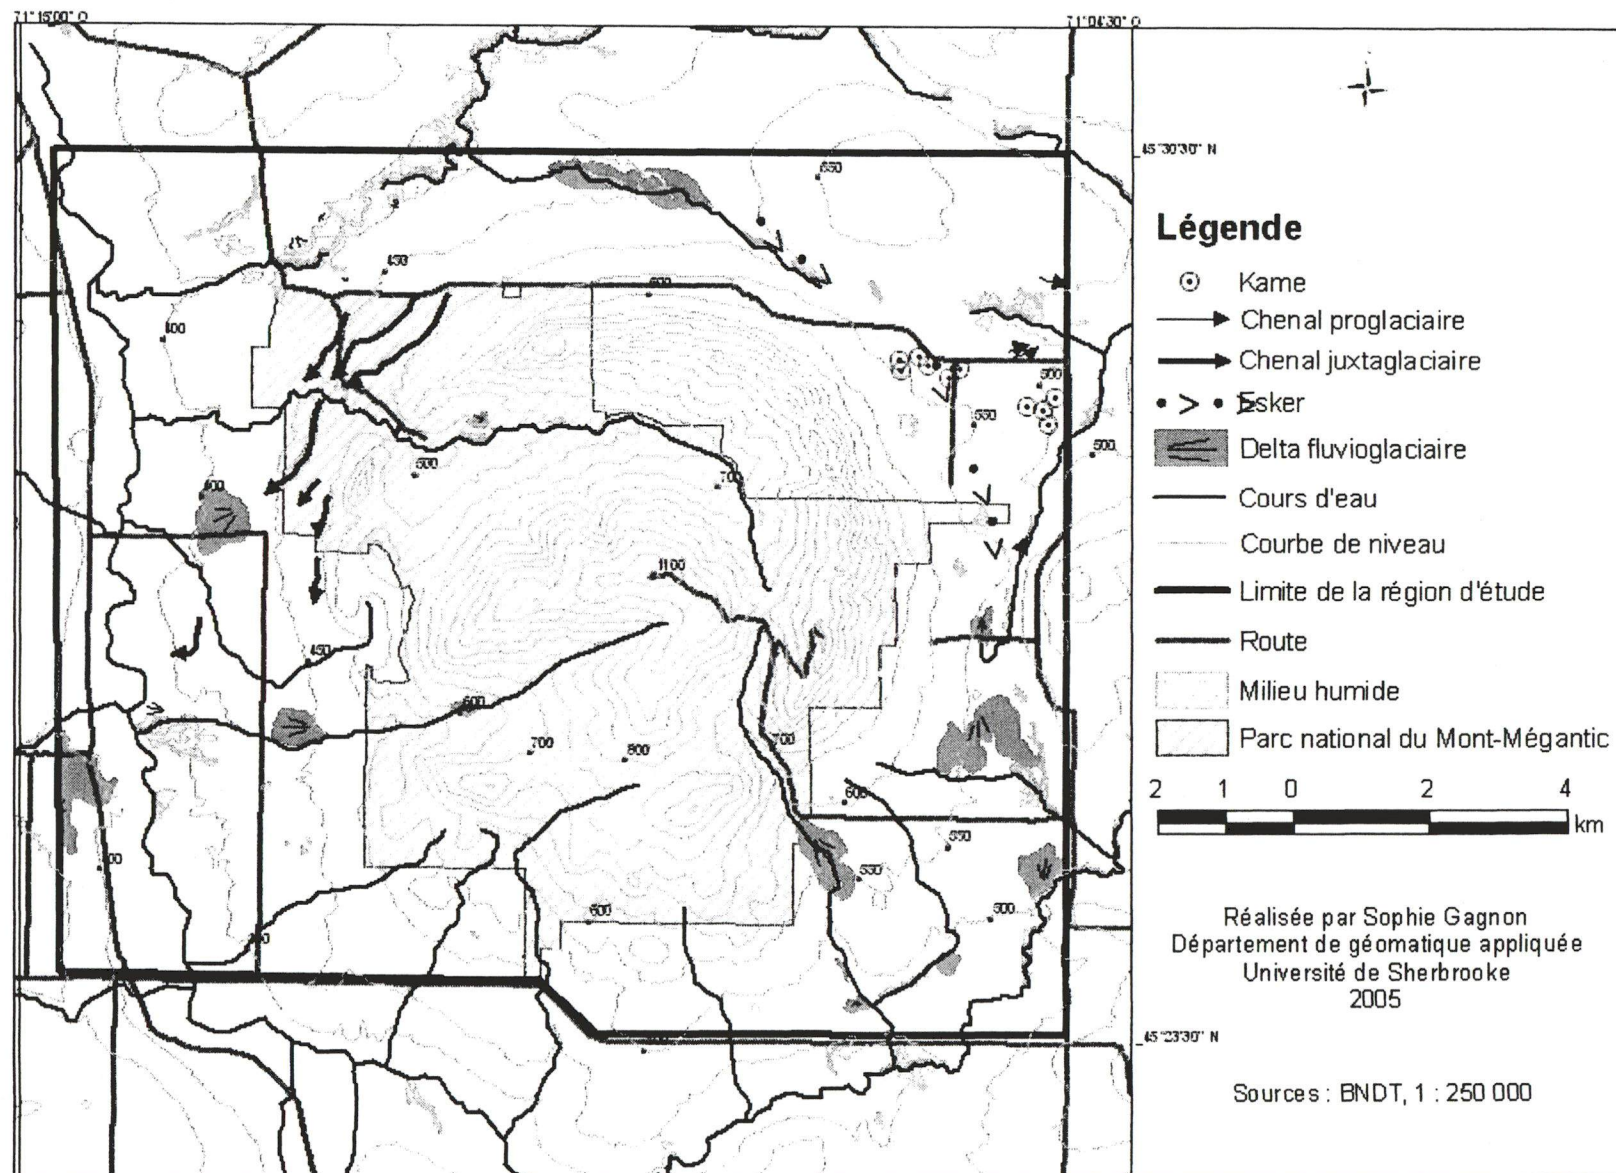 71°15'00" O
71°04'30" O
45°30'30" N
650
450
600
400
500
550
500
500
400
500
700
1100
450
600
700
800
700
600
550
550
500
600
45°23'30" N
Légende
Kame
Chenal proglaciaire
Chenal juxtaglaciaire
Esker
Delta fluvioglaciaire
Cours d'eau
Courbe de niveau
Limite de la région d'étude
Route
Milieu humide
Parc national du Mont-Mégantic
2 1 0 2 4
km
Réalisée par Sophie Gagnon
Département de géomatique appliquée
Université de Sherbrooke
2005
Sources : BNDT, 1 : 250 000